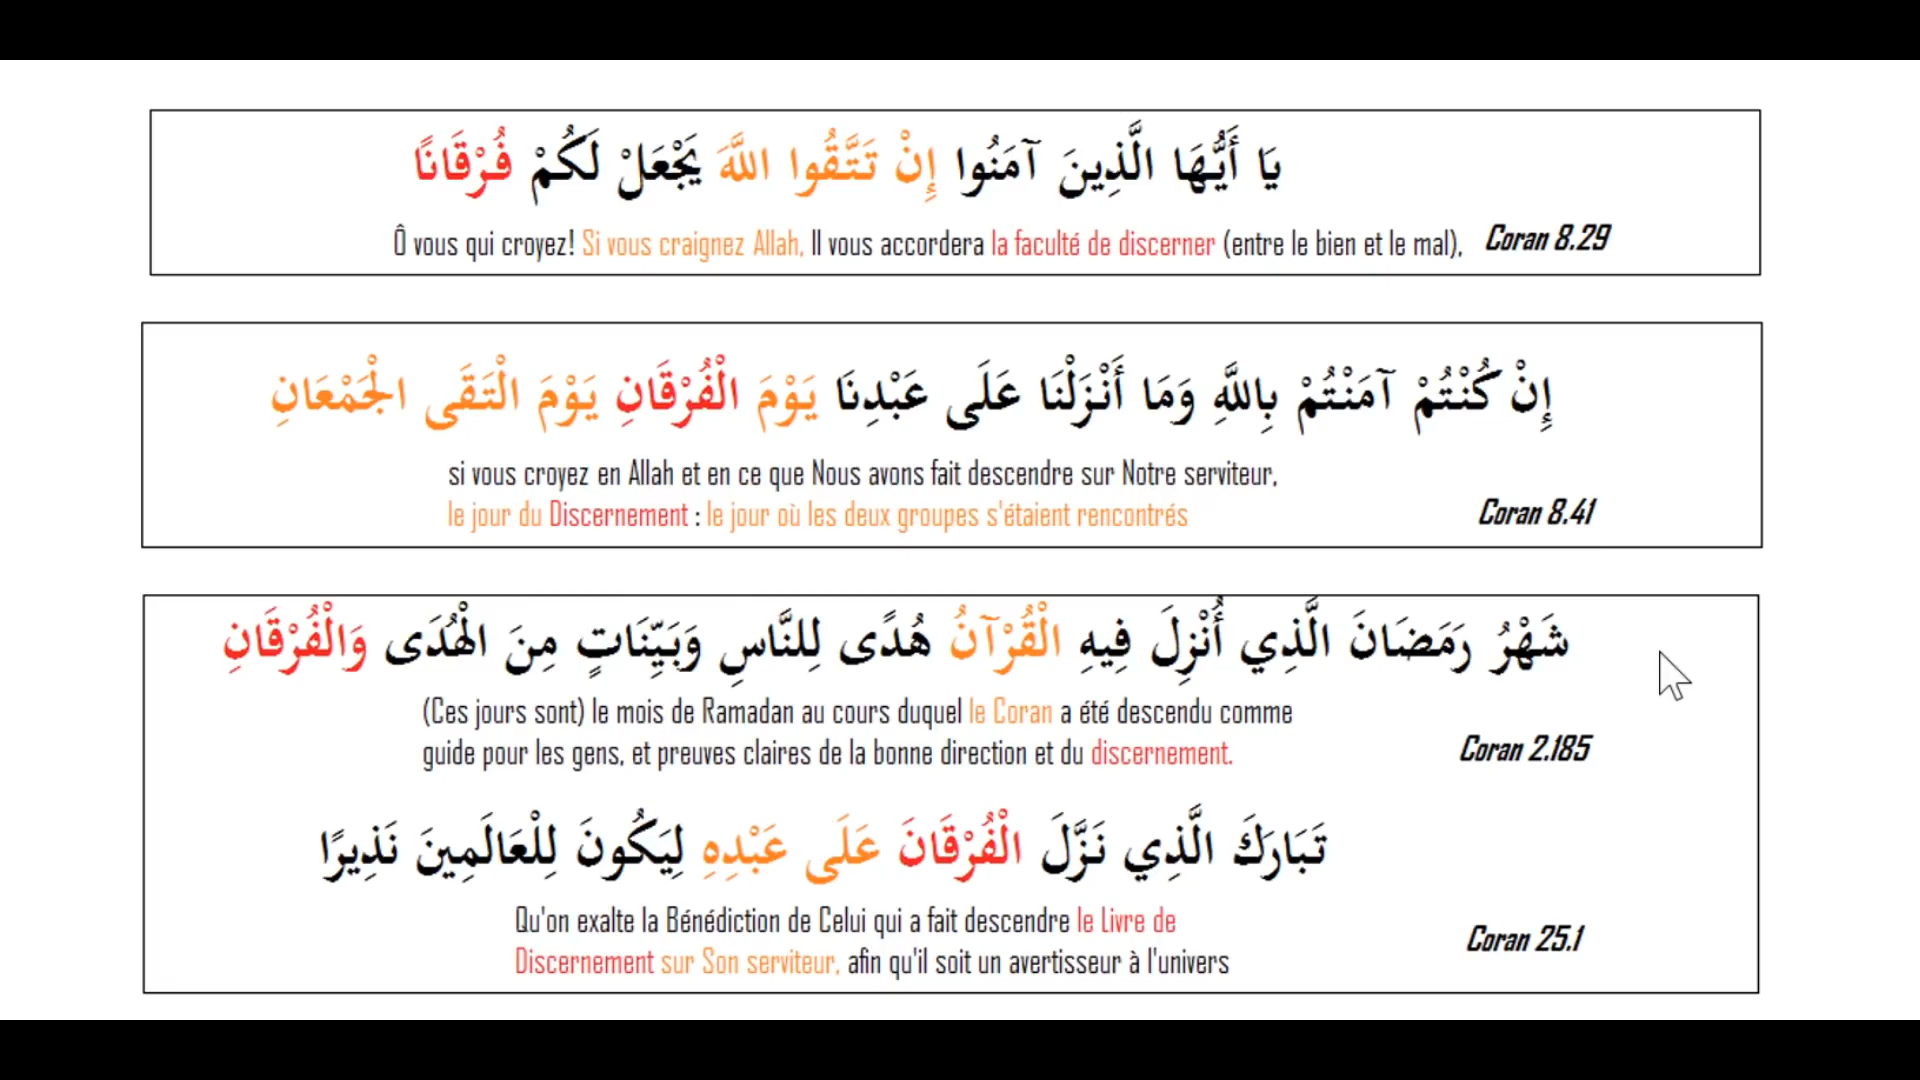 يَا أَيُّهَا الَّذِينَ آمَنُوا إِنْ تَتَّقُوا اللَّهَ يَجْعَلْ لَكُمْ فُرْقَانًا
Ô vous qui croyez! Si vous craignez Allah, Il vous accordera la faculté de discerner (entre le bien et le mal), Coran 8.29
إِنْ كُنْتُمْ آمَنْتُمْ بِاللَّهِ وَمَا أَنْزَلْنَا عَلَى عَبْدِنَا يَوْمَ الْفُرْقَانِ يَوْمَ الْتَقَى الْجَمْعَانِ
si vous croyez en Allah et en ce que Nous avons fait descendre sur Notre serviteur,
le jour du Discernement : le jour où les deux groupes s'étaient rencontrés Coran 8.41
شَهْرُ رَمَضَانَ الَّذِي أُنْزِلَ فِيهِ الْقُرْآنُ هُدًى لِلنَّاسِ وَبَيِّنَاتٍ مِنَ الْهُدَى وَالْفُرْقَانِ
(Ces jours sont) le mois de Ramadan au cours duquel le Coran a été descendu comme
guide pour les gens, et preuves claires de la bonne direction et du discernement. Coran 2.185
تَبَارَكَ الَّذِي نَزَّلَ الْفُرْقَانَ عَلَى عَبْدِهِ لِيَكُونَ لِلْعَالَمِينَ نَذِيرًا
Qu'on exalte la Bénédiction de Celui qui a fait descendre le Livre de
Discernement sur Son serviteur, afin qu'il soit un avertisseur à l'univers Coran 25.1